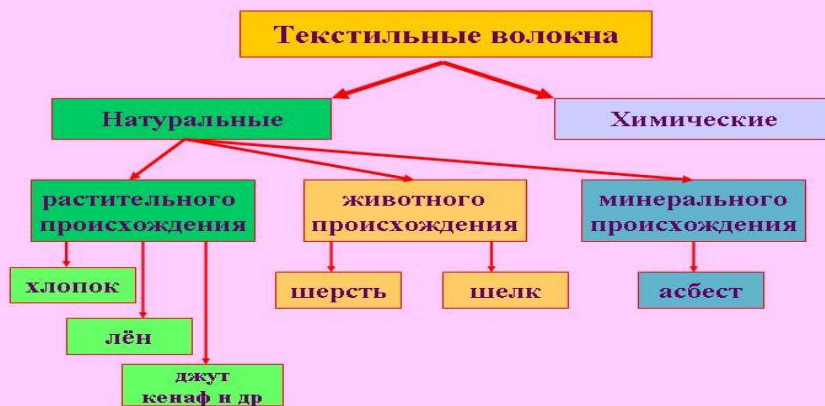 Текстильные волокна
Натуральные
Химические
растительного
происхождения
животного
происхождения
минерального
происхождения
хлопок
шерсть
шелк
асбест
лён
джут
кенаф и др